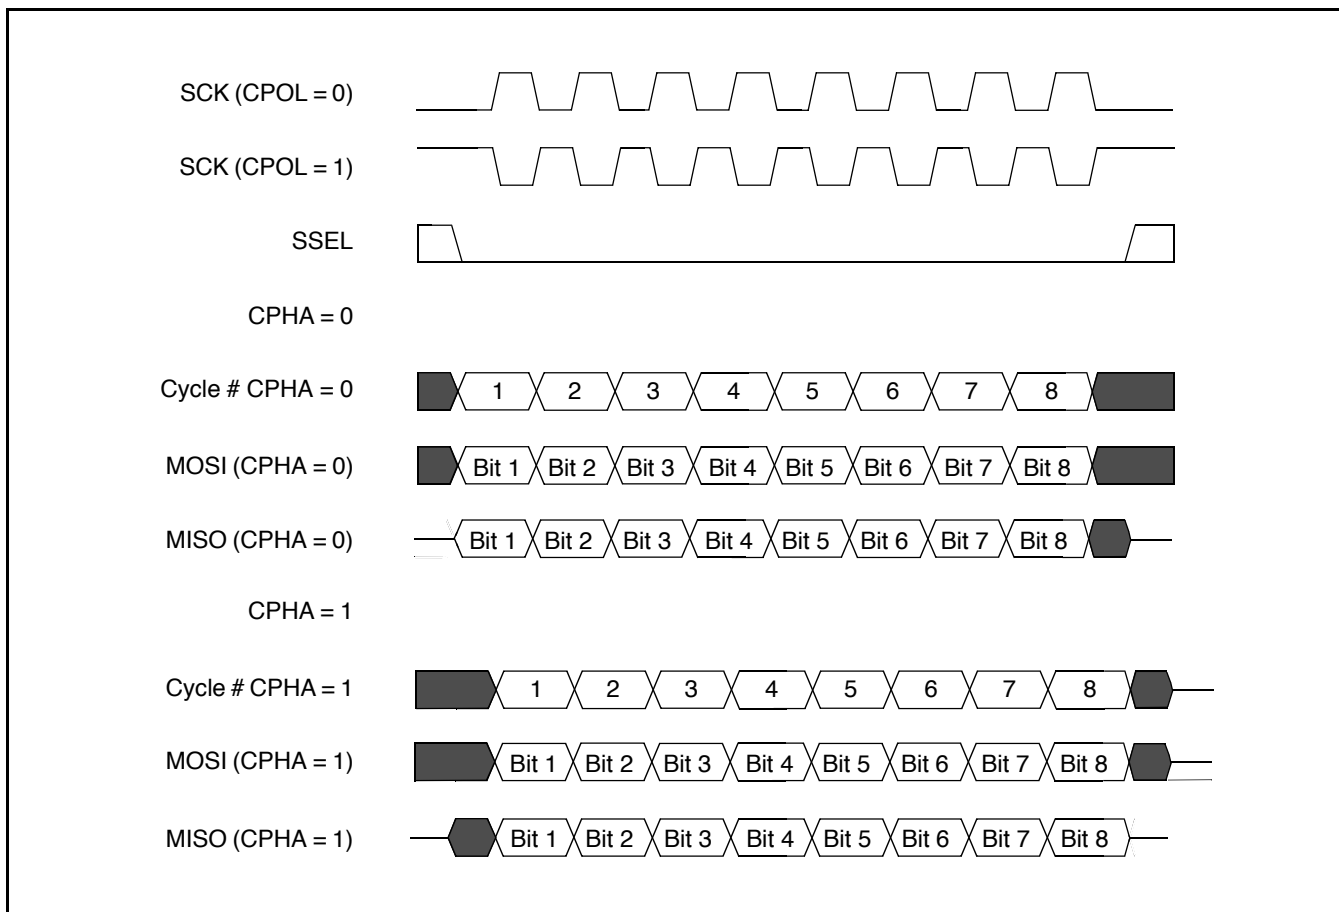 SCK (CPOL = 0)
SCK (CPOL = 1)
SSEL
CPHA = 0
Cycle # CPHA = 0 1 2 3 4 5 6 7 8
MOSI (CPHA = 0) Bit 1 Bit 2 Bit 3 Bit 4 Bit 5 Bit 6 Bit 7 Bit 8
MISO (CPHA = 0) Bit 1 Bit 2 Bit 3 Bit 4 Bit 5 Bit 6 Bit 7 Bit 8
CPHA = 1
Cycle # CPHA = 1 1 2 3 4 5 6 7 8
MOSI (CPHA = 1) Bit 1 Bit 2 Bit 3 Bit 4 Bit 5 Bit 6 Bit 7 Bit 8
MISO (CPHA = 1) Bit 1 Bit 2 Bit 3 Bit 4 Bit 5 Bit 6 Bit 7 Bit 8